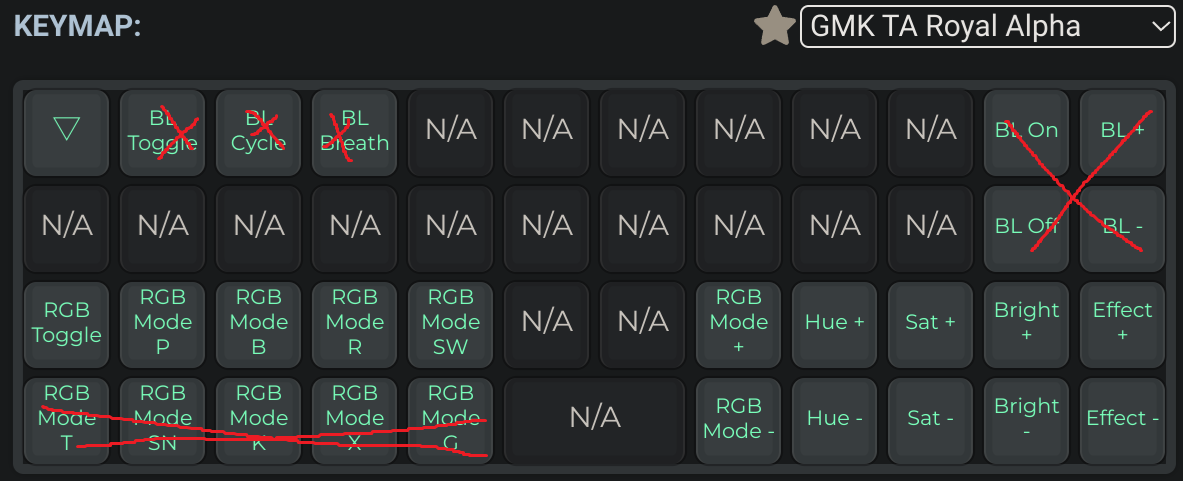 KEYMAP:
GMK TA Royal Alpha
▽ BL Toggle BL Cycle BL Breath N/A N/A N/A N/A N/A N/A BL On BL +
N/A N/A N/A N/A N/A N/A N/A N/A N/A N/A BL Off BL -
RGB Toggle RGB Mode P RGB Mode B RGB Mode R RGB Mode SW N/A N/A RGB Mode + Hue + Sat + Bright + Effect +
RGB Mode T RGB Mode SN RGB Mode K RGB Mode X RGB Mode G N/A RGB Mode - Hue - Sat - Bright - Effect -